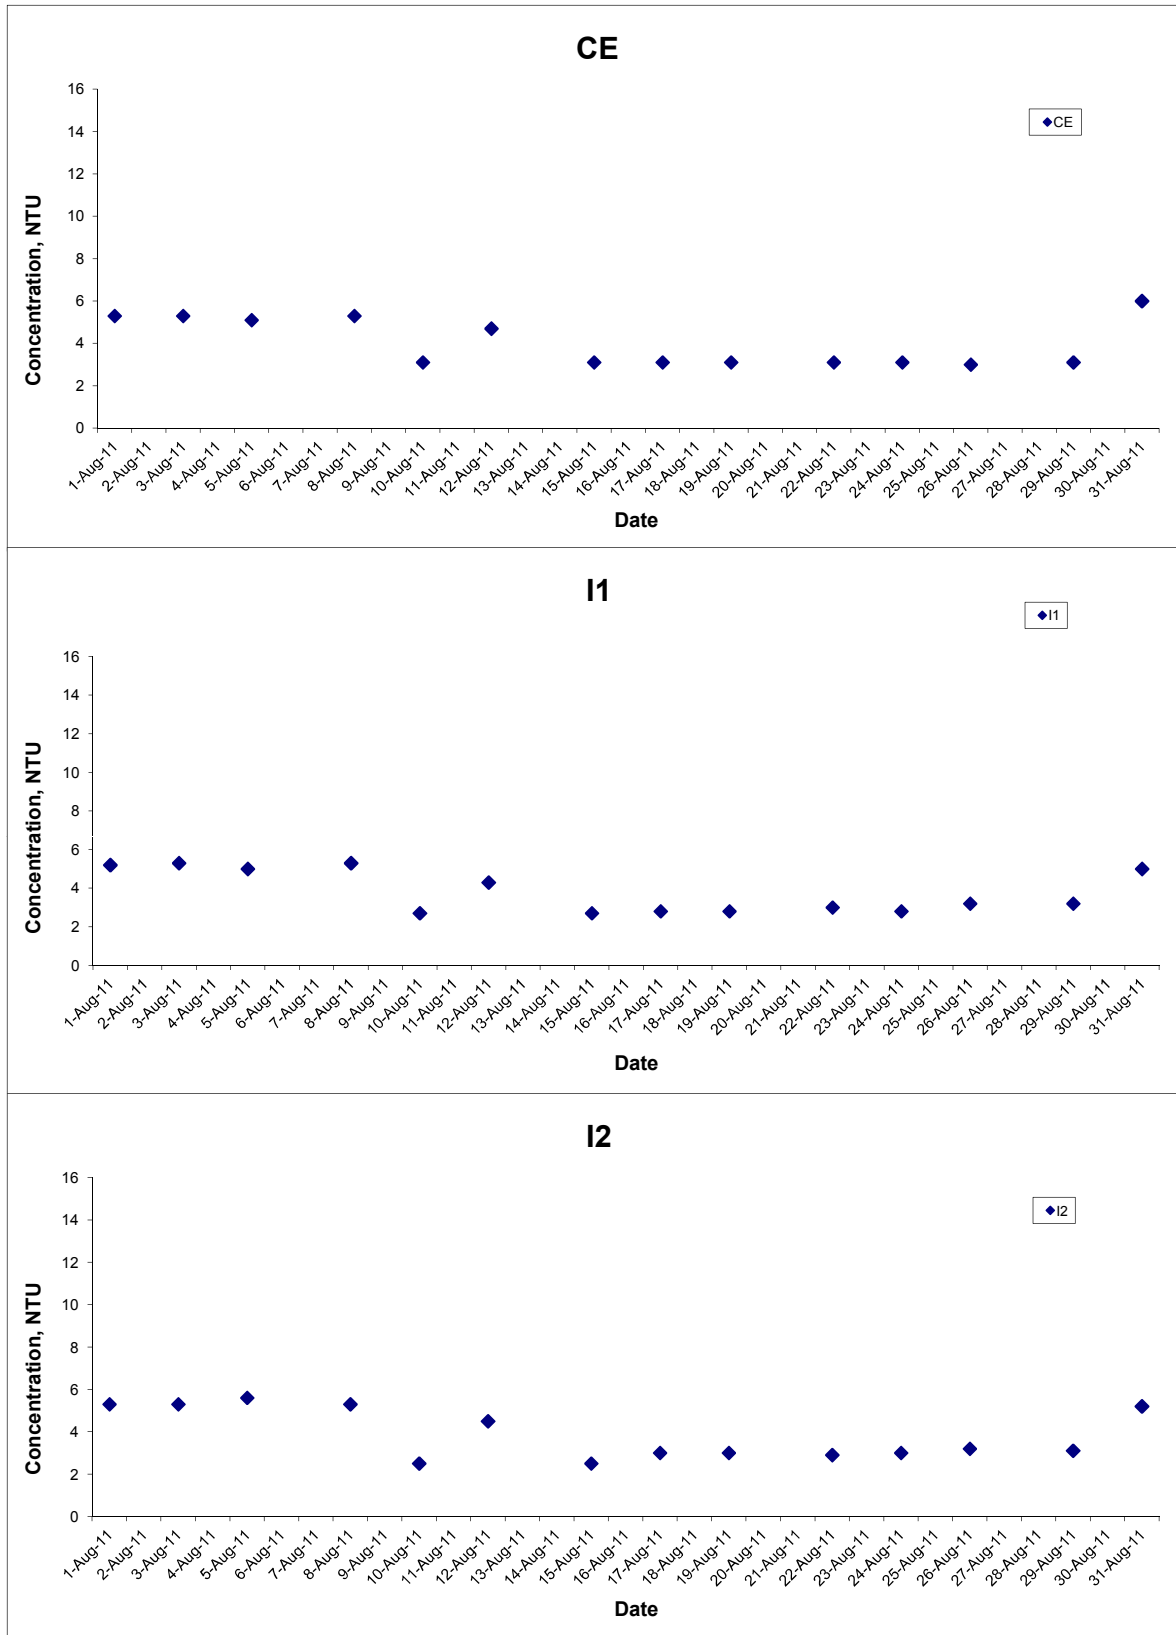 CE
16
14
12
10
8
6
4
2
0
Concentration, NTU
CE
1-Aug-11
2-Aug-11
3-Aug-11
4-Aug-11
5-Aug-11
6-Aug-11
7-Aug-11
8-Aug-11
9-Aug-11
10-Aug-11
11-Aug-11
12-Aug-11
13-Aug-11
14-Aug-11
15-Aug-11
16-Aug-11
17-Aug-11
18-Aug-11
19-Aug-11
20-Aug-11
21-Aug-11
22-Aug-11
23-Aug-11
24-Aug-11
25-Aug-11
26-Aug-11
27-Aug-11
28-Aug-11
29-Aug-11
30-Aug-11
31-Aug-11
Date
I1
I1
16
14
12
10
8
6
4
2
0
Concentration, NTU
1-Aug-11
2-Aug-11
3-Aug-11
4-Aug-11
5-Aug-11
6-Aug-11
7-Aug-11
8-Aug-11
9-Aug-11
10-Aug-11
11-Aug-11
12-Aug-11
13-Aug-11
14-Aug-11
15-Aug-11
16-Aug-11
17-Aug-11
18-Aug-11
19-Aug-11
20-Aug-11
21-Aug-11
22-Aug-11
23-Aug-11
24-Aug-11
25-Aug-11
26-Aug-11
27-Aug-11
28-Aug-11
29-Aug-11
30-Aug-11
31-Aug-11
Date
I2
16
14
12
10
8
6
4
2
0
Concentration, NTU
I2
1-Aug-11
2-Aug-11
3-Aug-11
4-Aug-11
5-Aug-11
6-Aug-11
7-Aug-11
8-Aug-11
9-Aug-11
10-Aug-11
11-Aug-11
12-Aug-11
13-Aug-11
14-Aug-11
15-Aug-11
16-Aug-11
17-Aug-11
18-Aug-11
19-Aug-11
20-Aug-11
21-Aug-11
22-Aug-11
23-Aug-11
24-Aug-11
25-Aug-11
26-Aug-11
27-Aug-11
28-Aug-11
29-Aug-11
30-Aug-11
31-Aug-11
Date